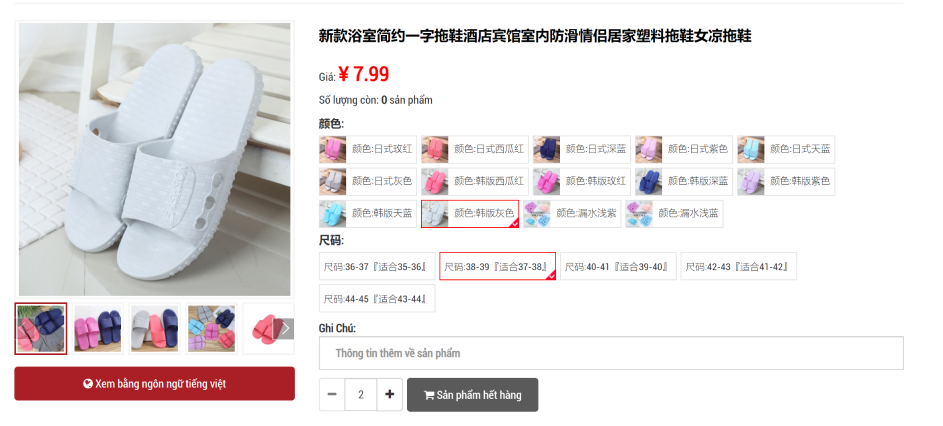 新款浴室简约一字拖鞋酒店宾馆室内防滑情侣居家塑料拖鞋女凉拖鞋
Giá: ¥ 7.99
Số lượng còn: 0 sản phẩm
颜色:
颜色:日式玫红 颜色:日式西瓜红 颜色:日式深蓝 颜色:日式紫色 颜色:日式天蓝
颜色:日式灰色 颜色:韩版西瓜红 颜色:韩版玫红 颜色:韩版深蓝 颜色:韩版紫色
颜色:韩版天蓝 颜色:韩版灰色 颜色:漏水浅紫 颜色:漏水浅蓝
尺码:
尺码:36-37『适合35-36』 尺码:38-39『适合37-38』 尺码:40-41『适合39-40』 尺码:42-43『适合41-42』
尺码:44-45『适合43-44』
Ghi Chú:
Thông tin thêm về sản phẩm
Xem bằng ngôn ngữ tiếng việt
2
Sản phẩm hết hàng